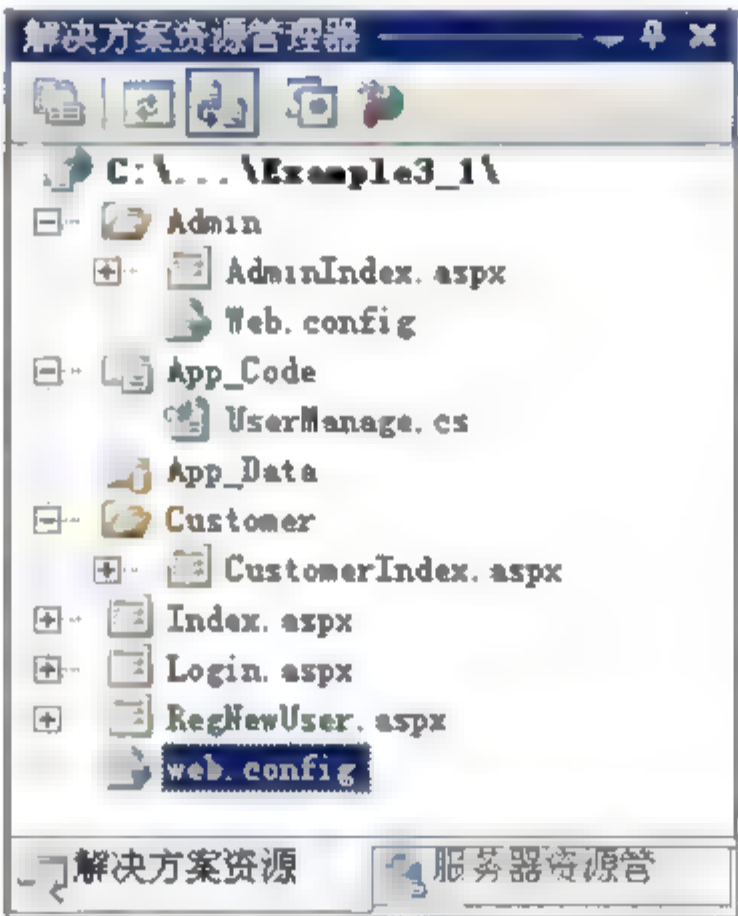 解决方案资源管理器
C:\...\Example3_1\
Admin
AdminIndex.aspx
Web.config
App_Code
UserManage.cs
App_Data
Customer
CustomerIndex.aspx
Index.aspx
Login.aspx
RegNewUser.aspx
web.config
解决方案资源
服务器资源管